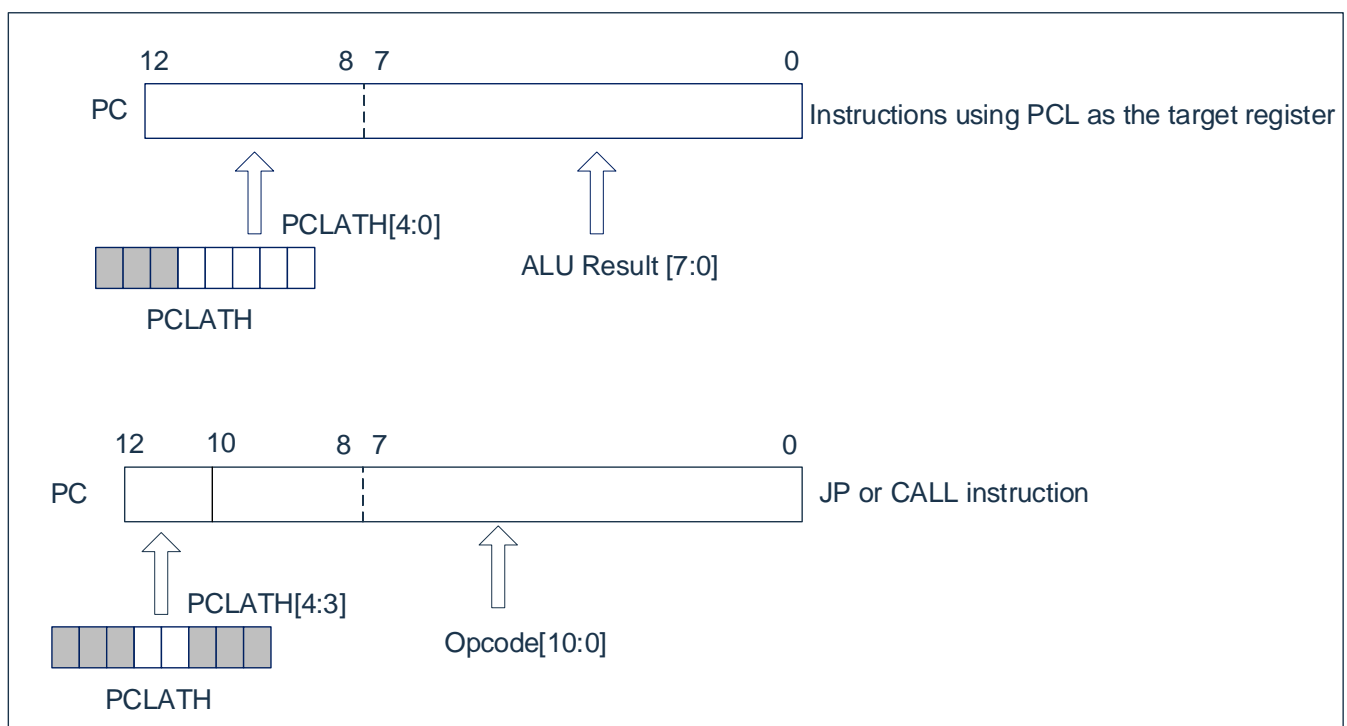 12 8 7 0
PC Instructions using PCL as the target register
PCLATH[4:0]
ALU Result [7:0]
PCLATH
12 10 8 7 0
PC JP or CALL instruction
PCLATH[4:3]
Opcode[10:0]
PCLATH